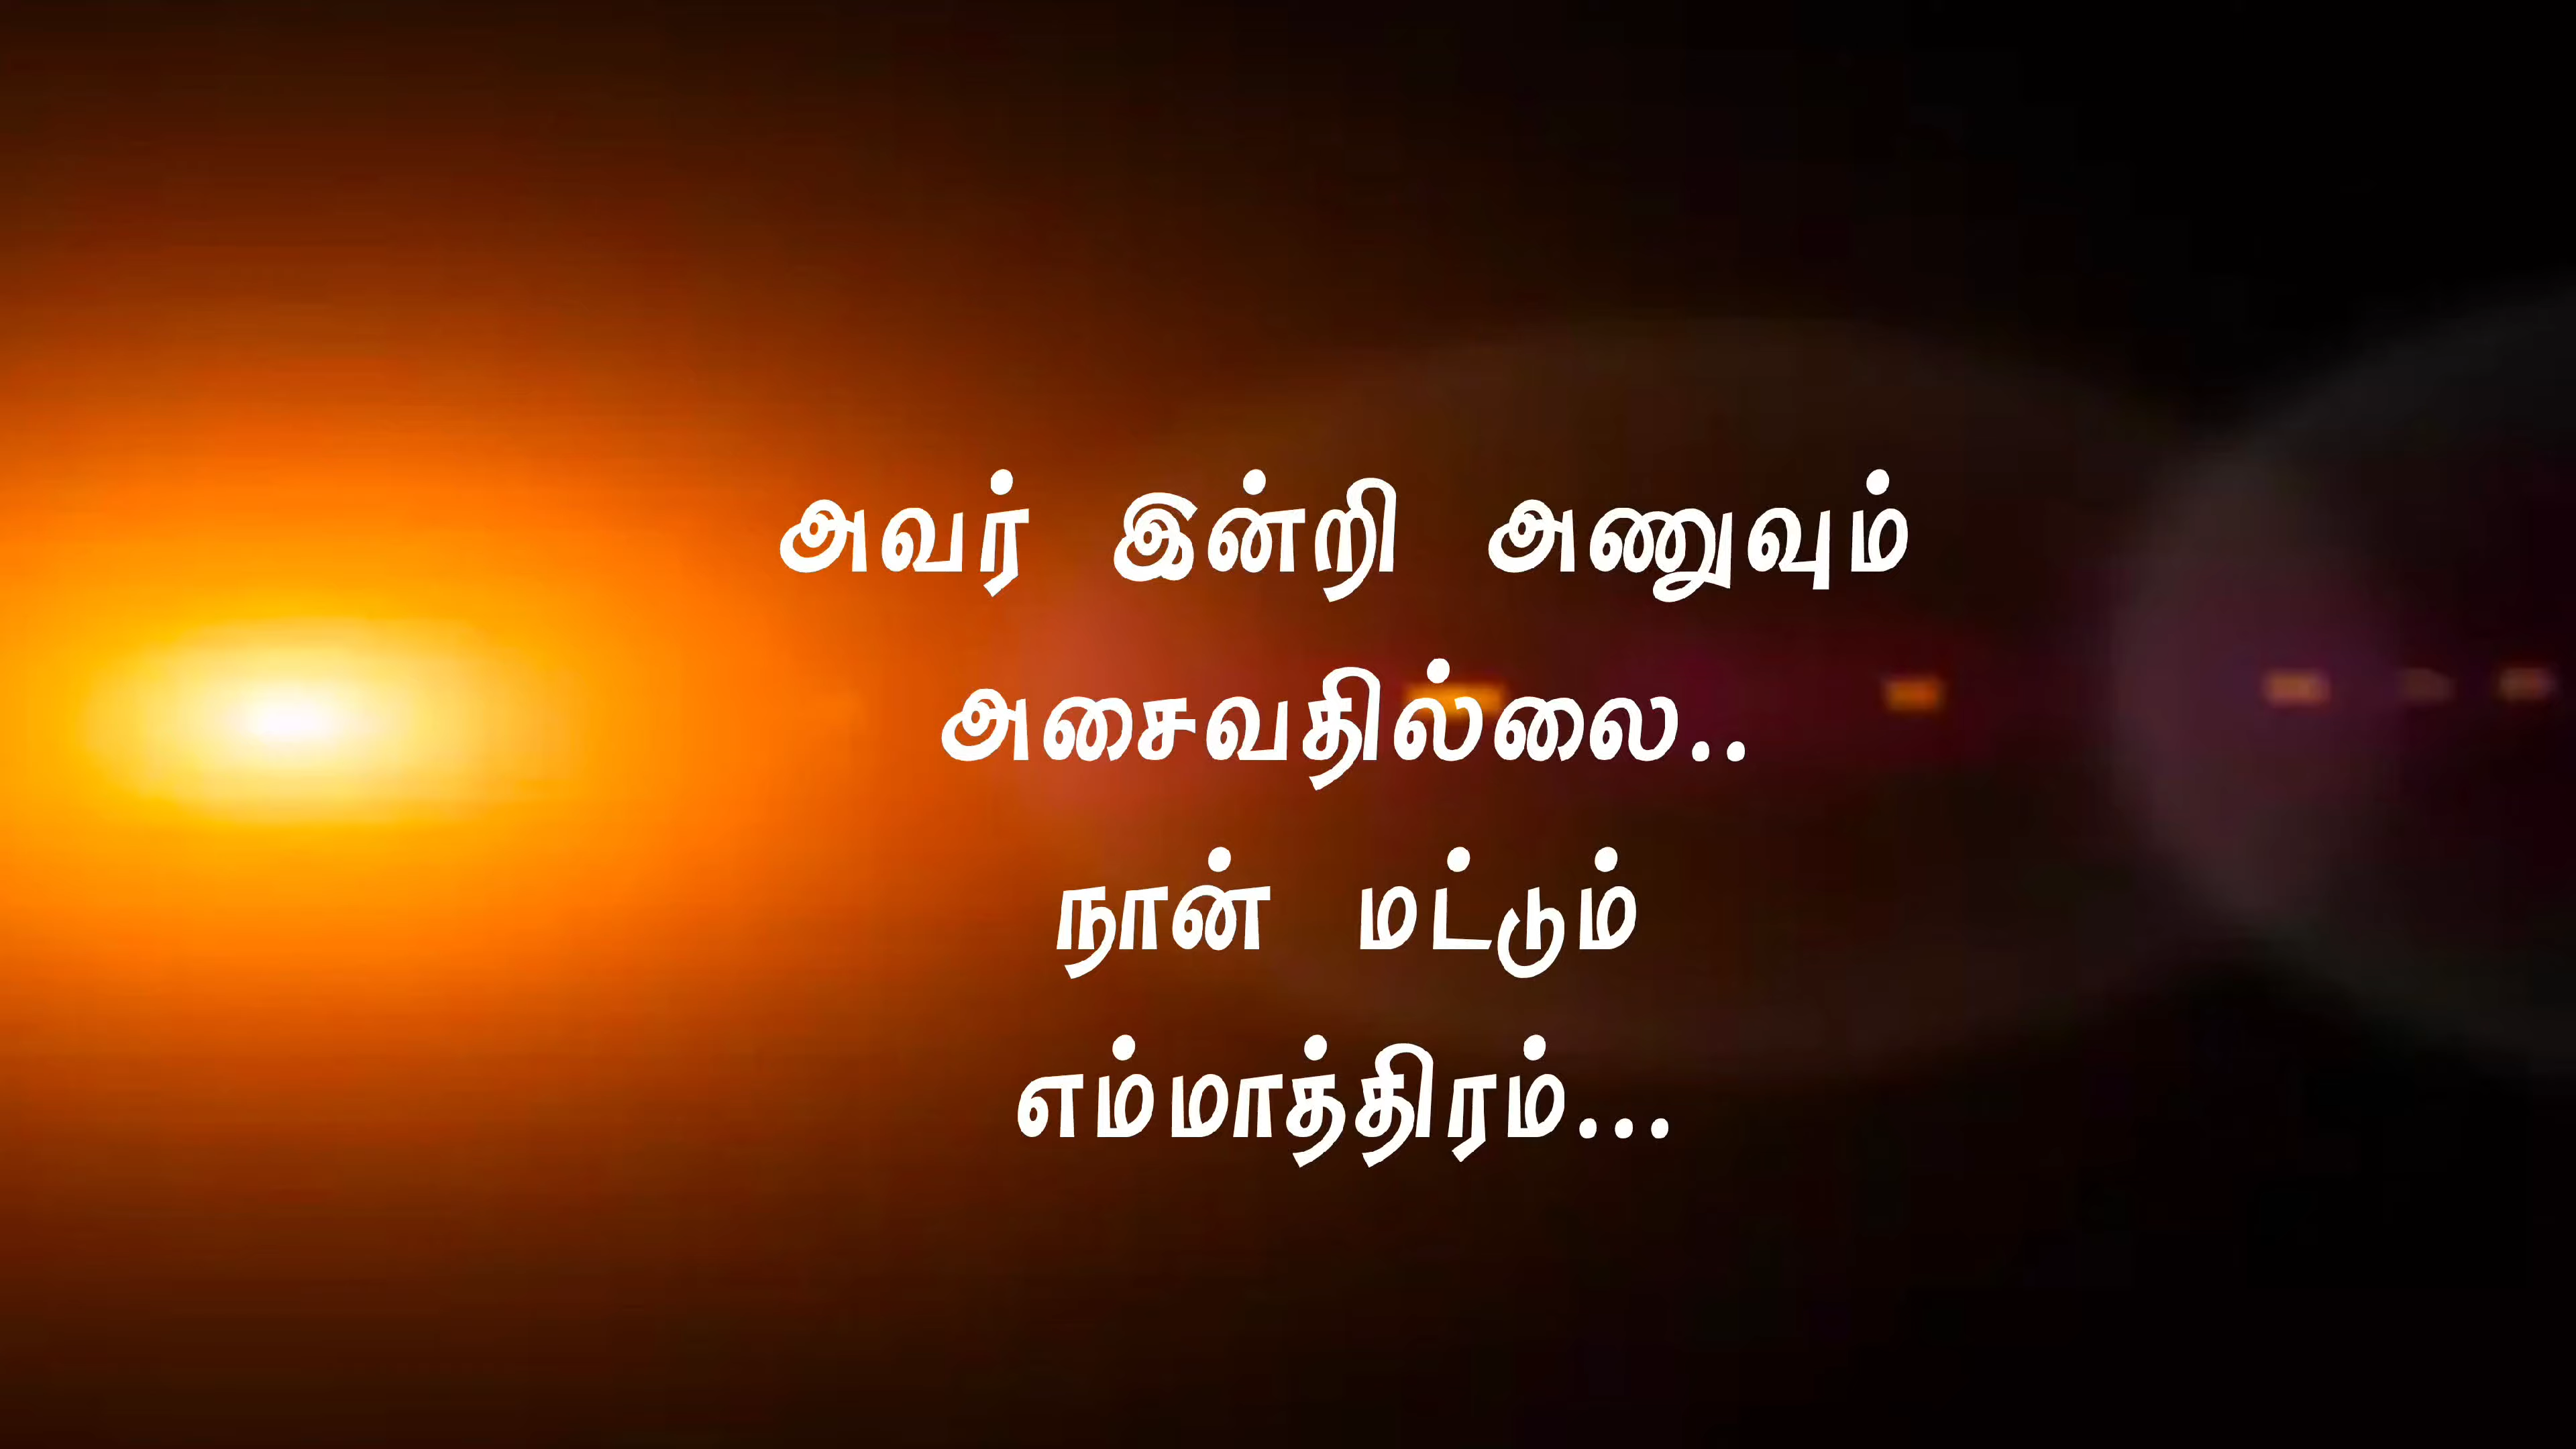 அவர் இன்றி அணுவும்
அசைவதில்லை..
நான் மட்டும்
எம்மாத்திரம்...